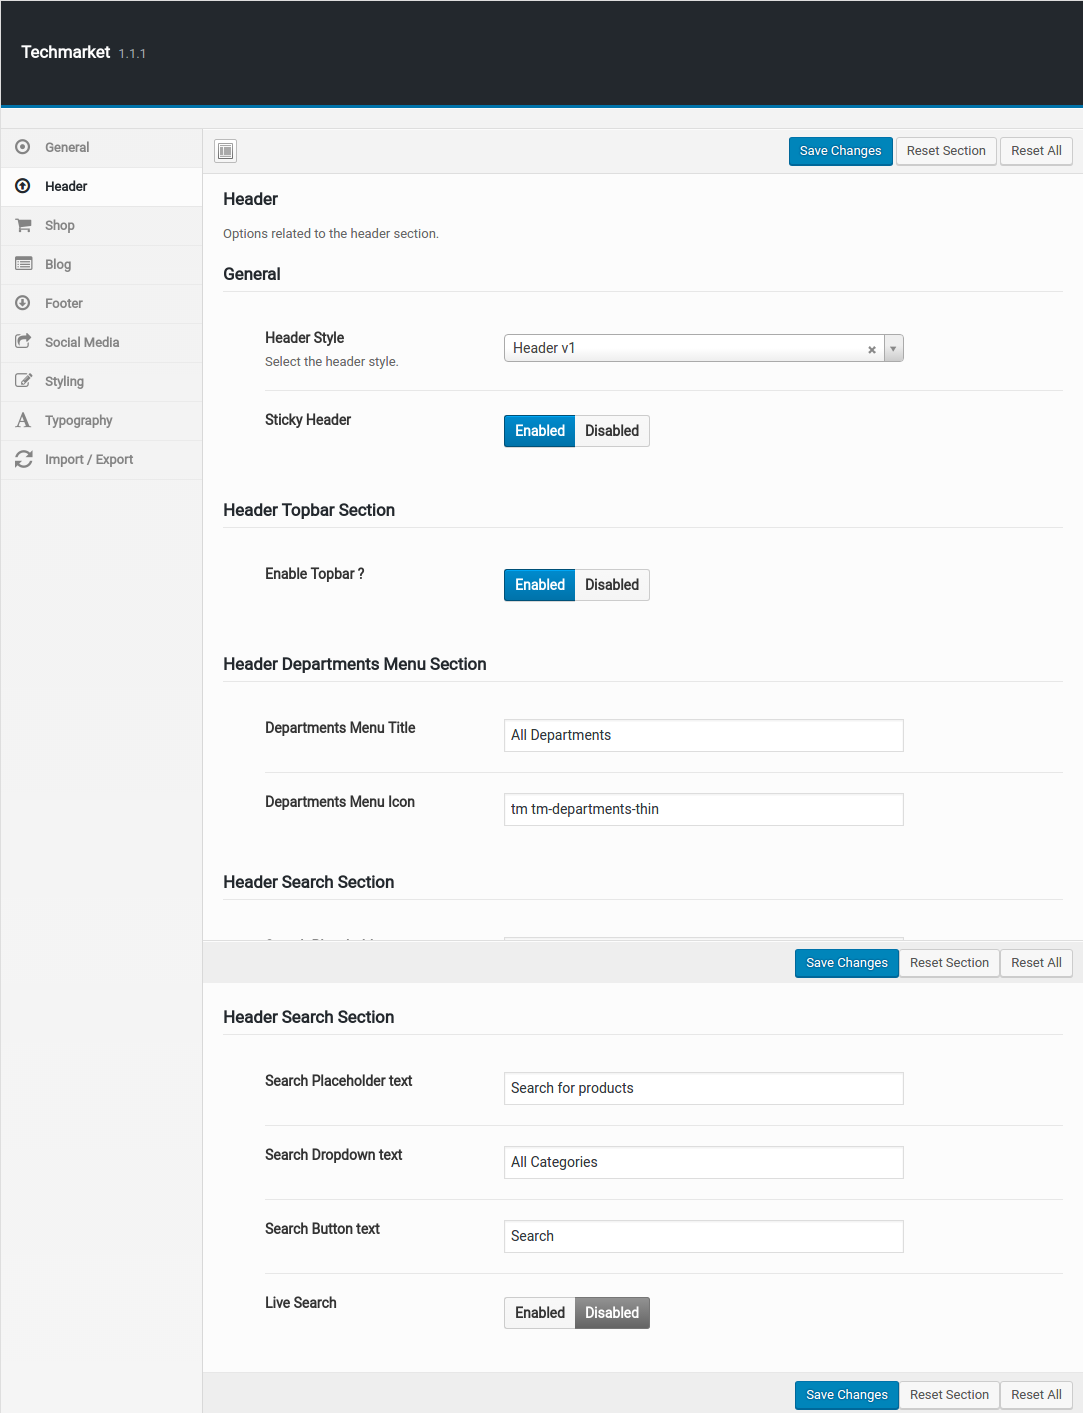 Techmarket 1.1.1
General
Header
Shop
Blog
Footer
Social Media
Styling
Typography
Import / Export
Save Changes Reset Section Reset All
Header
Options related to the header section.
General
Header Style
Select the header style.
Header v1
Sticky Header
Enabled Disabled
Header Topbar Section
Enable Topbar ?
Enabled Disabled
Header Departments Menu Section
Departments Menu Title
All Departments
Departments Menu Icon
tm tm-departments-thin
Header Search Section
Save Changes Reset Section Reset All
Header Search Section
Search Placeholder text
Search for products
Search Dropdown text
All Categories
Search Button text
Search
Live Search
Enabled Disabled
Save Changes Reset Section Reset All